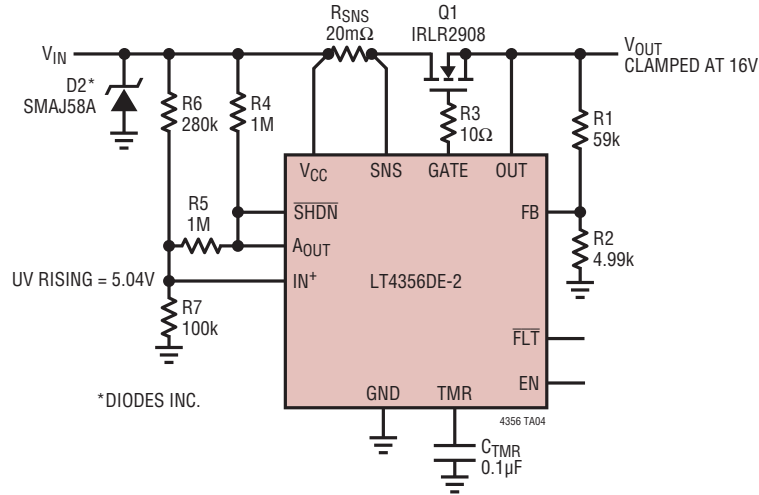 RSNS
20mΩ
Q1
IRLR2908
VIN
VOUT
CLAMPED AT 16V
D2*
SMAJ58A
R6
280k
R4
1M
R3
10Ω
R1
59k
VCC
SNS
GATE
OUT
R5
1M
SHDN
FB
AOUT
R2
4.99k
UV RISING = 5.04V
IN+
LT4356DE-2
R7
100k
FLT
EN
*DIODES INC.
GND
TMR
4356 TA04
CTMR
0.1µF